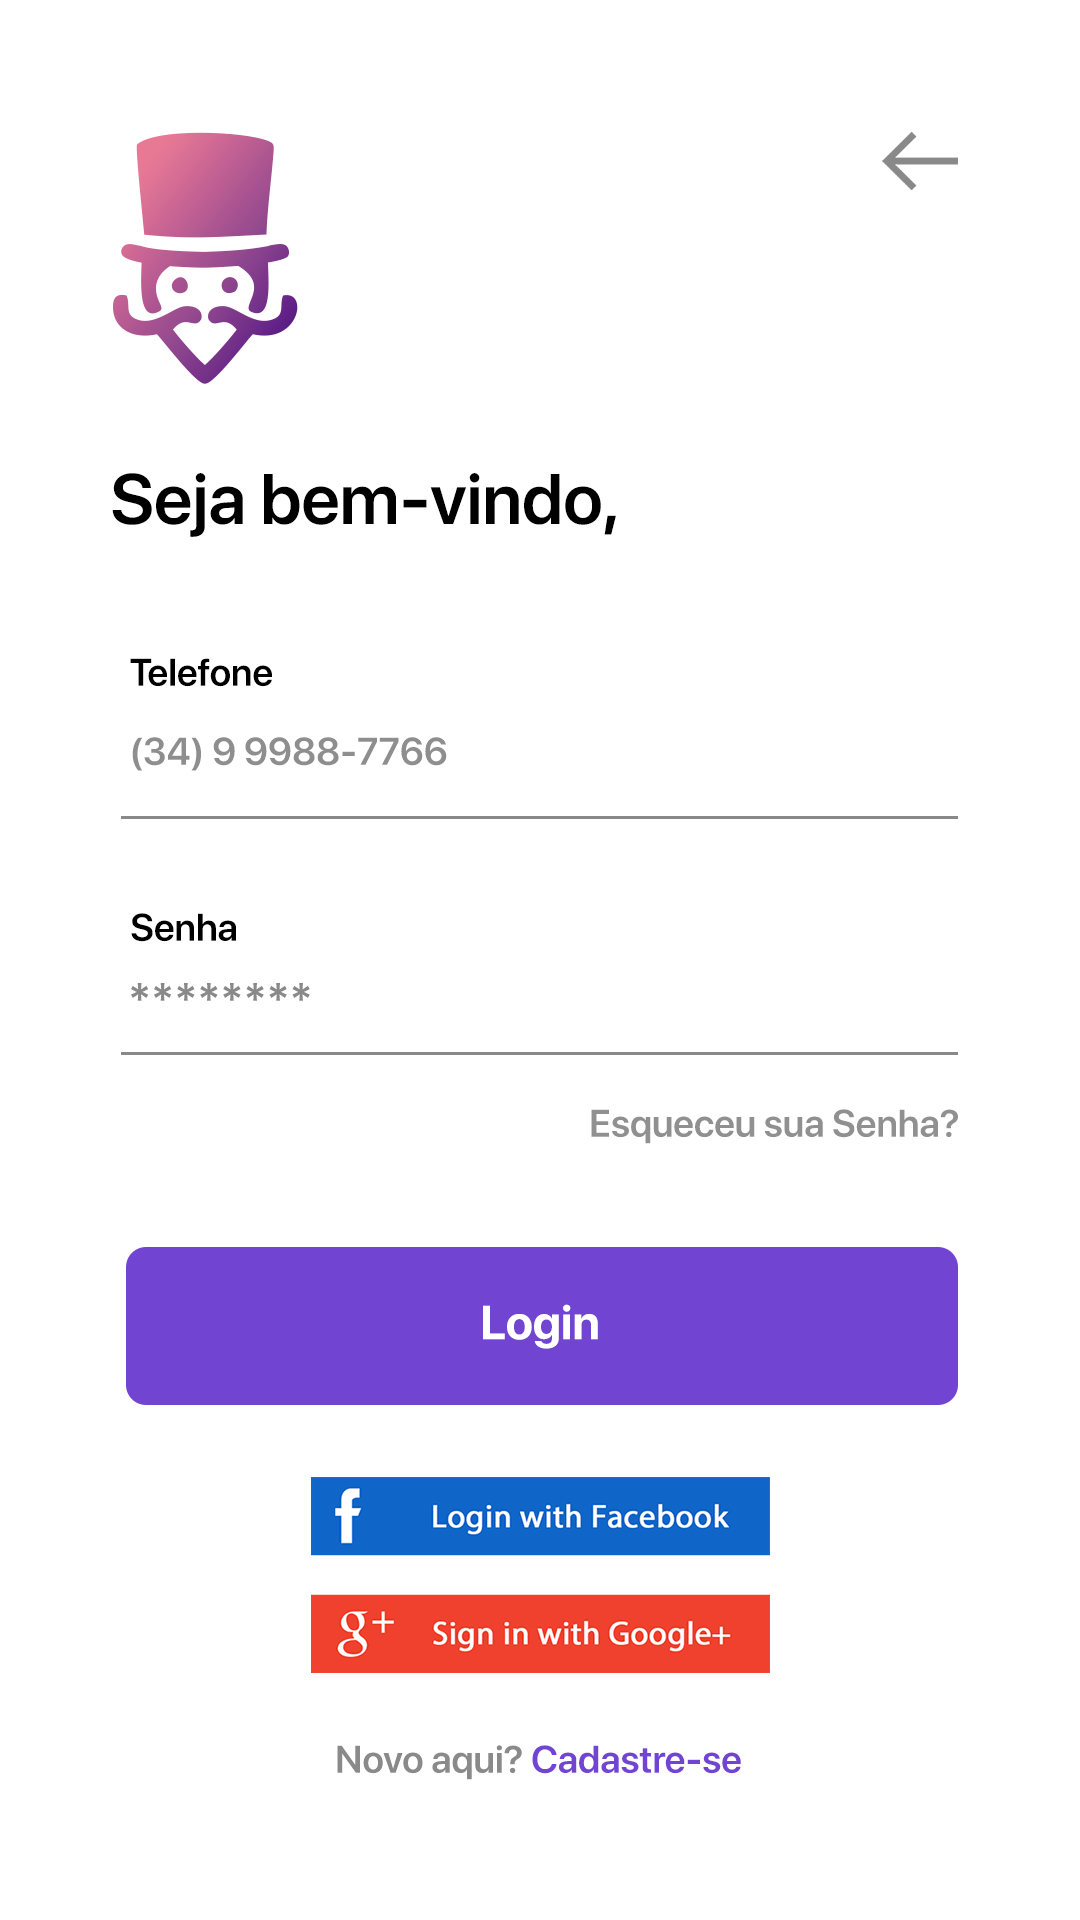 Seja bem-vindo,
Telefone
(34) 9 9988-7766
Senha
********
Esqueceu sua Senha?
Login
f Login with Facebook
g+ Sign in with Google+
Novo aqui? Cadastre-se